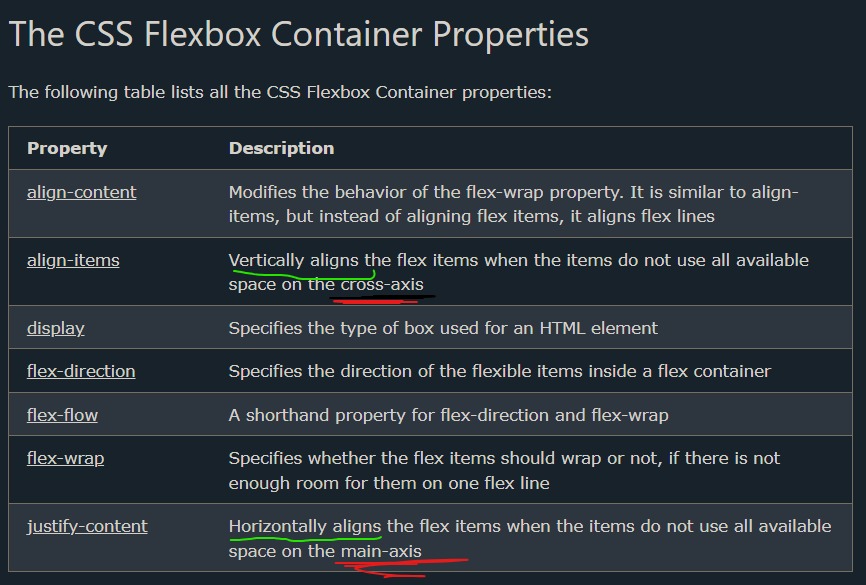 The CSS Flexbox Container Properties
The following table lists all the CSS Flexbox Container properties:
Property Description
align-content Modifies the behavior of the flex-wrap property. It is similar to align-
items, but instead of aligning flex items, it aligns flex lines
align-items Vertically aligns the flex items when the items do not use all available
space on the cross-axis
display Specifies the type of box used for an HTML element
flex-direction Specifies the direction of the flexible items inside a flex container
flex-flow A shorthand property for flex-direction and flex-wrap
flex-wrap Specifies whether the flex items should wrap or not, if there is not
enough room for them on one flex line
justify-content Horizontally aligns the flex items when the items do not use all available
space on the main-axis